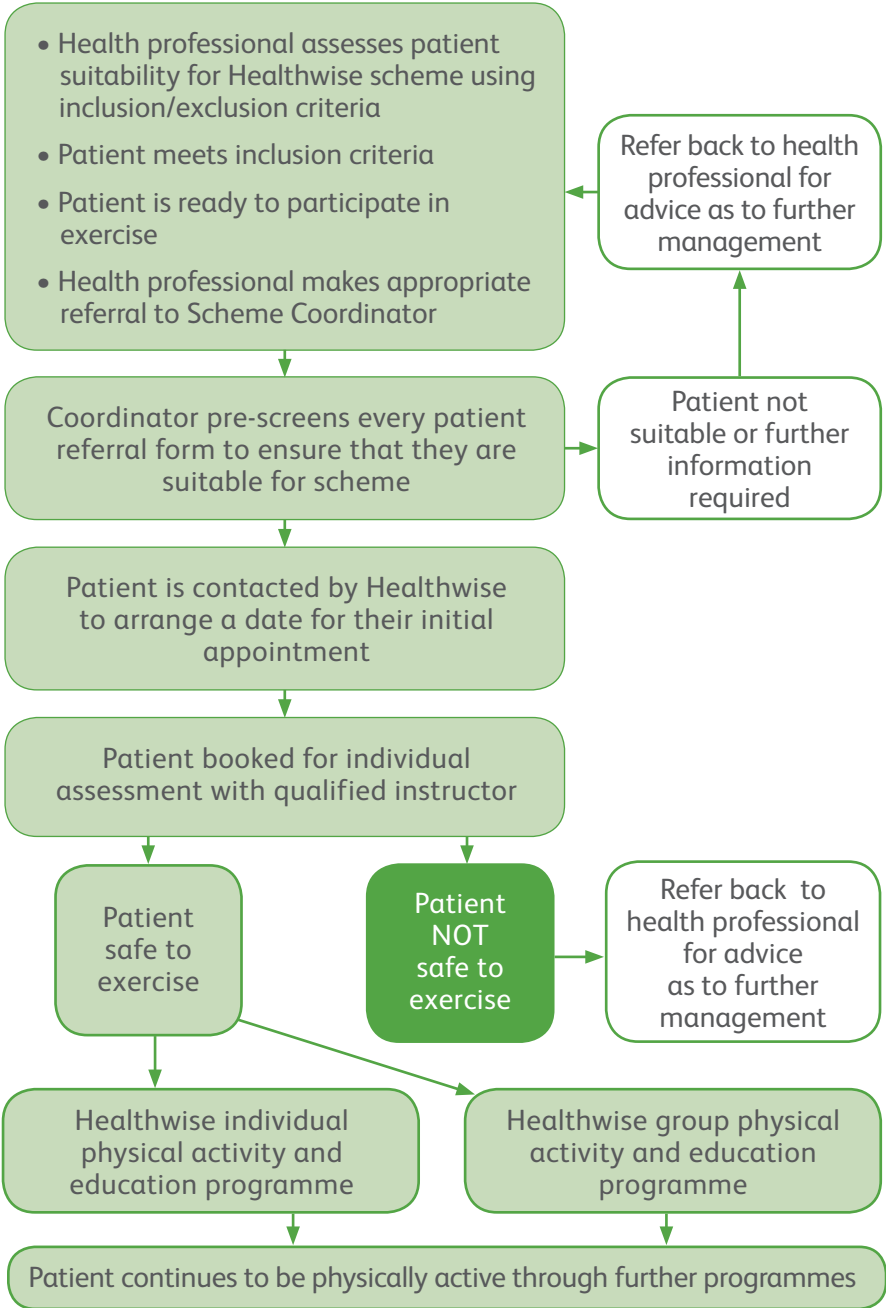 • Health professional assesses patient
suitability for Healthwise scheme using
inclusion/exclusion criteria
• Patient meets inclusion criteria
• Patient is ready to participate in
exercise
• Health professional makes appropriate
referral to Scheme Coordinator
Refer back to health
professional for
advice as to further
management
Coordinator pre-screens every patient
referral form to ensure that they are
suitable for scheme
Patient not
suitable or further
information
required
Patient is contacted by Healthwise
to arrange a date for their initial
appointment
Patient booked for individual
assessment with qualified instructor
Patient
safe to
exercise
Patient
NOT
safe to
exercise
Refer back to
health professional
for advice
as to further
management
Healthwise individual
physical activity and
education programme
Healthwise group physical
activity and education
programme
Patient continues to be physically active through further programmes